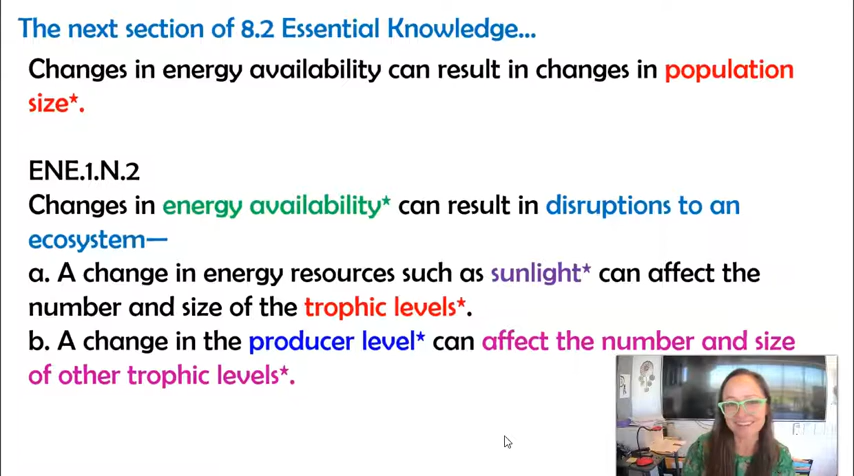 The next section of 8.2 Essential Knowledge...
Changes in energy availability can result in changes in population
size*.
ENE.1.N.2
Changes in energy availability* can result in disruptions to an
ecosystem—
a. A change in energy resources such as sunlight* can affect the
number and size of the trophic levels*.
b. A change in the producer level* can affect the number and size
of other trophic levels*.